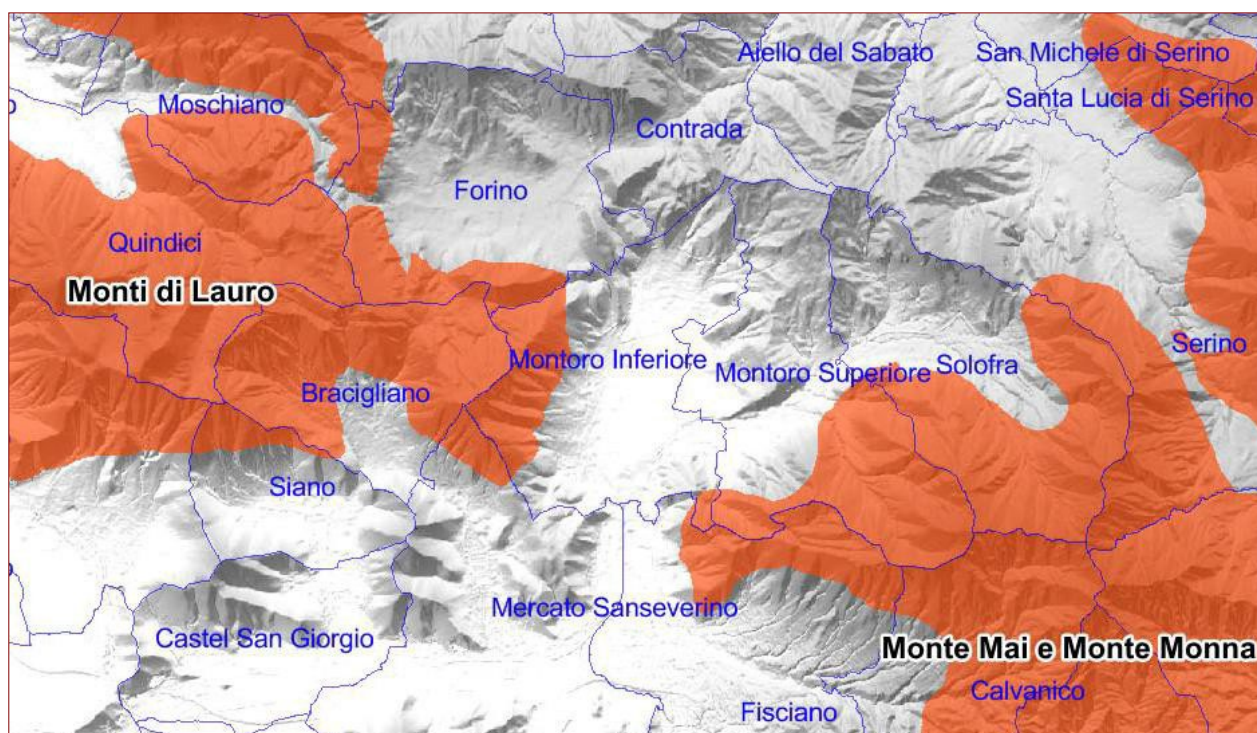 Aiello del Sabato
San Michele di Serino
Moschiano
Santa Lucia di Serino
Contrada
Forino
Quindici
Monti di Lauro
Montoro Inferiore
Serino
Montoro Superiore
Solofra
Bracigliano
Siano
Mercato Sanseverino
Castel San Giorgio
Monte Mai e Monte Monna
Calvanico
Fisciano